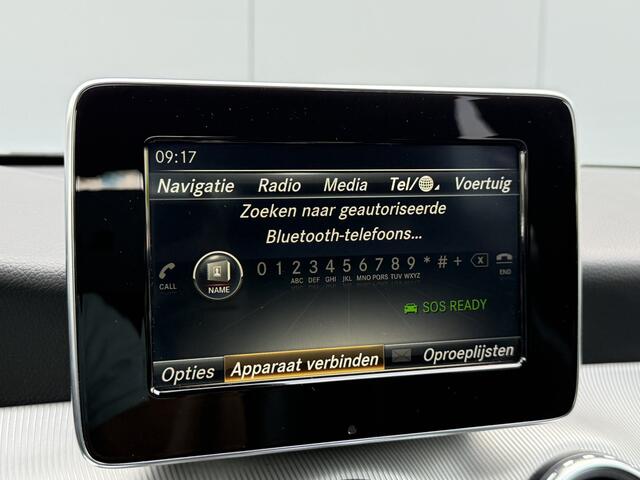 09:17
Navigatie Radio Media Tel/ Voertuig
Zoeken naar geautoriseerde
Bluetooth-telefoons...
0 1 2 3 4 5 6 7 8 9 * # +
ABC DEF GHI JKL MNO PQRS TUV WXYZ
CALL NAME END
SOS READY
Opties Apparaat verbinden Oproeplijsten